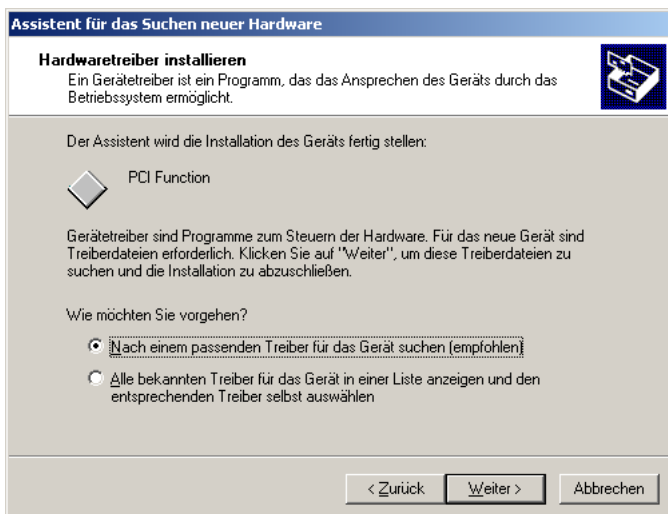 Assistent für das Suchen neuer Hardware
Hardwaretreiber installieren
Ein Gerätetreiber ist ein Programm, das das Ansprechen des Geräts durch das
Betriebssystem ermöglicht.
Der Assistent wird die Installation des Geräts fertig stellen:
PCI Function
Gerätetreiber sind Programme zum Steuern der Hardware. Für das neue Gerät sind
Treiberdateien erforderlich. Klicken Sie auf "Weiter", um diese Treiberdateien zu
suchen und die Installation zu abzuschließen.
Wie möchten Sie vorgehen?
Nach einem passenden Treiber für das Gerät suchen (empfohlen)
Alle bekannten Treiber für das Gerät in einer Liste anzeigen und den
entsprechenden Treiber selbst auswählen
< Zurück Weiter > Abbrechen